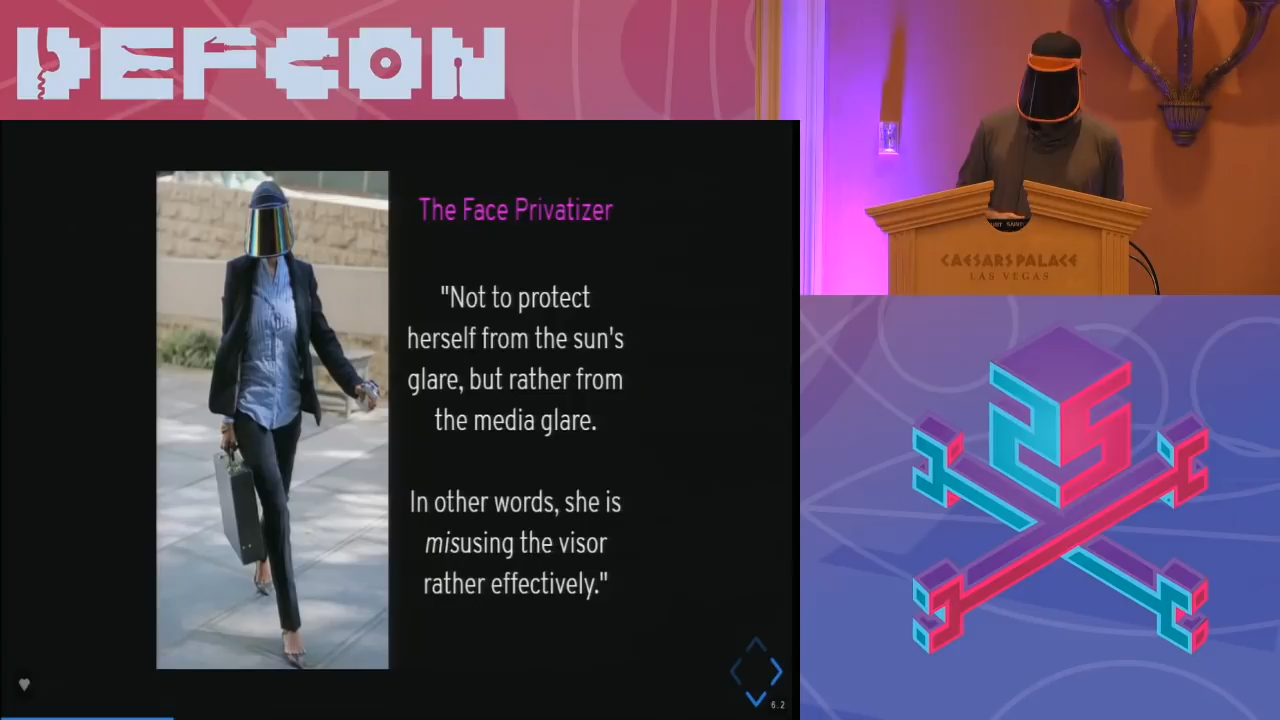 DEFCON
The Face Privatizer
"Not to protect
herself from the sun's
glare, but rather from
the media glare.
In other words, she is
misusing the visor
rather effectively."
6.2
CAESARS PALACE
LAS VEGAS
25